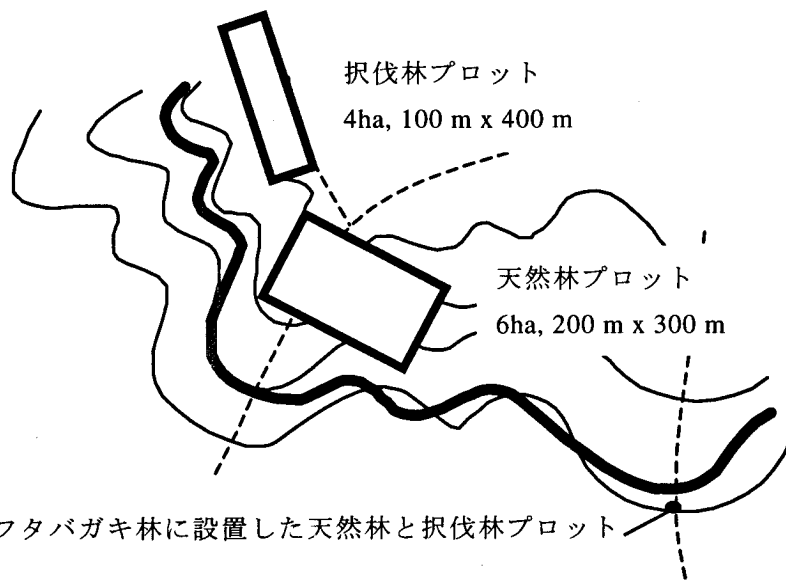 択伐林プロット
4ha, 100 m x 400 m
天然林プロット
6ha, 200 m x 300 m
フタバガキ林に設置した天然林と択伐林プロット